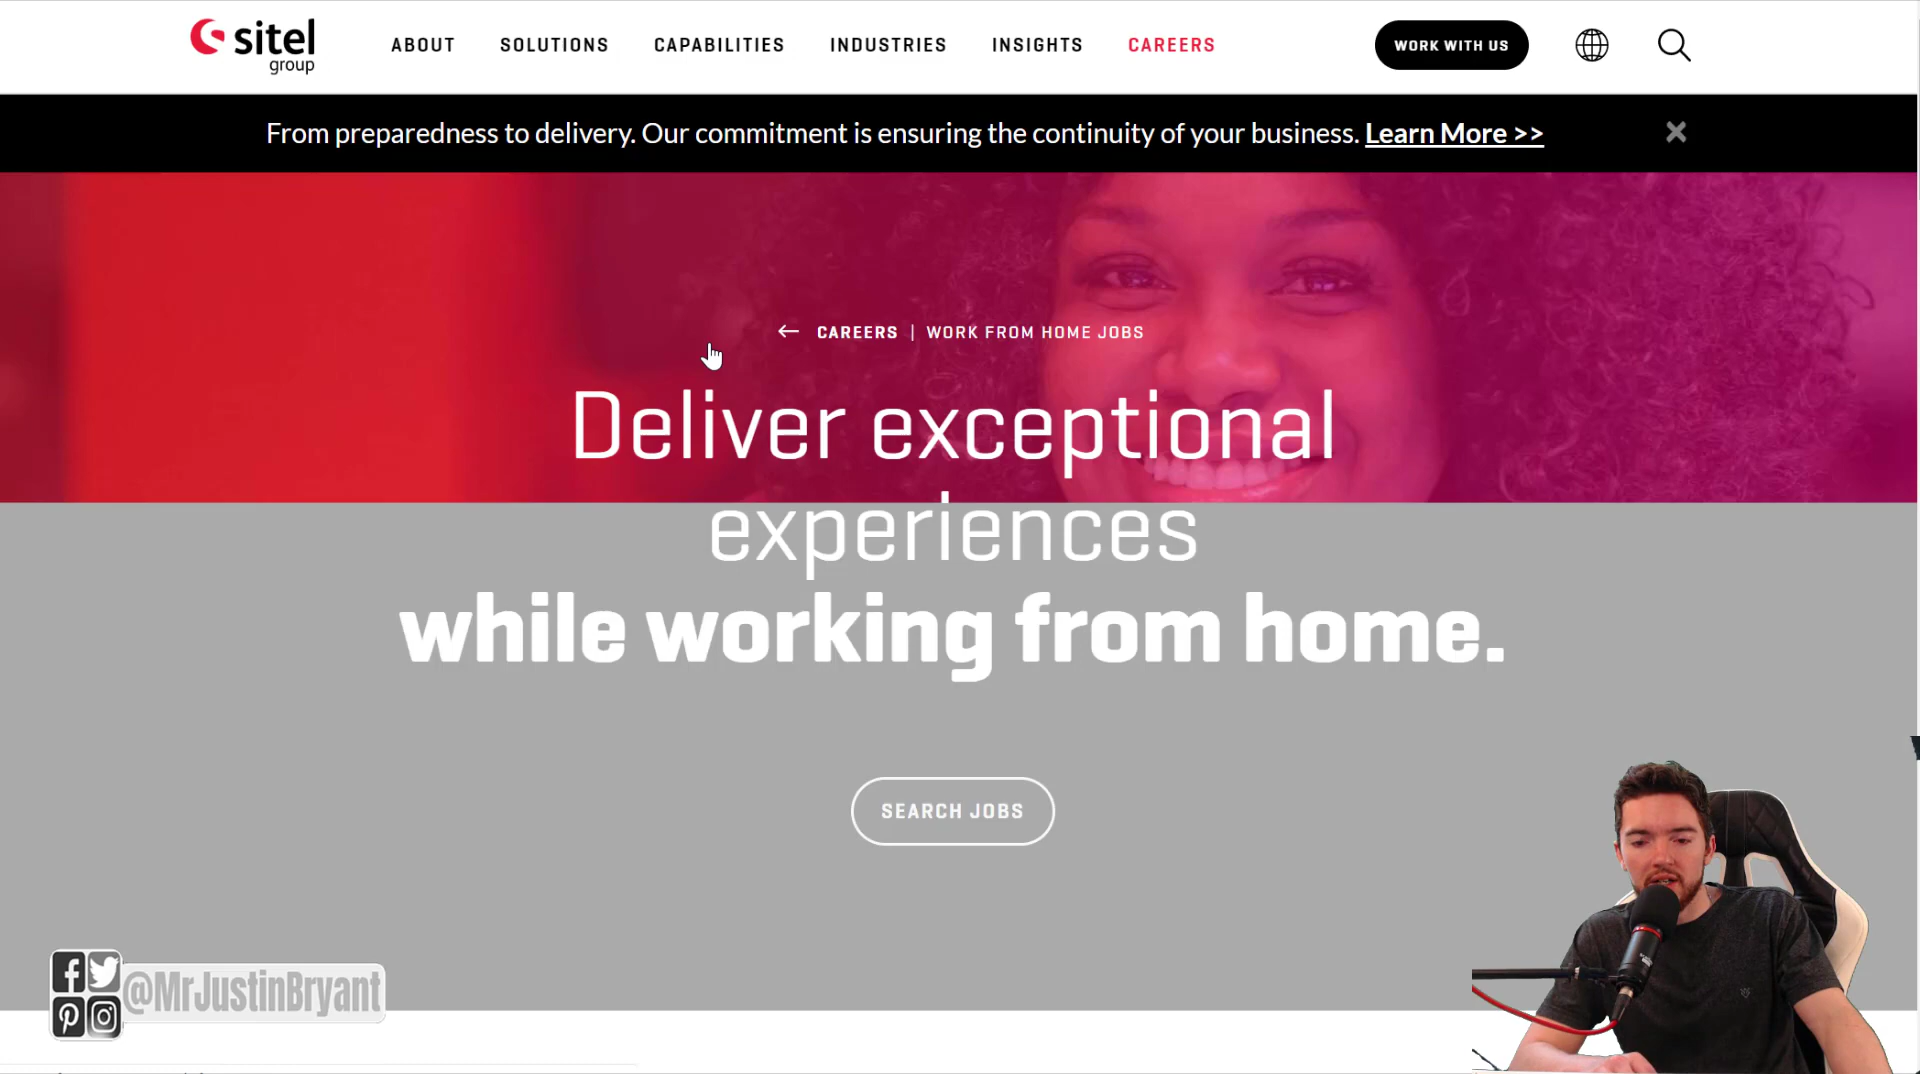 sitel
group
ABOUT
SOLUTIONS
CAPABILITIES
INDUSTRIES
INSIGHTS
CAREERS
WORK WITH US
From preparedness to delivery. Our commitment is ensuring the continuity of your business. Learn More >>
CAREERS | WORK FROM HOME JOBS
Deliver exceptional
experiences
while working from home.
SEARCH JOBS
@MrJustinBryant